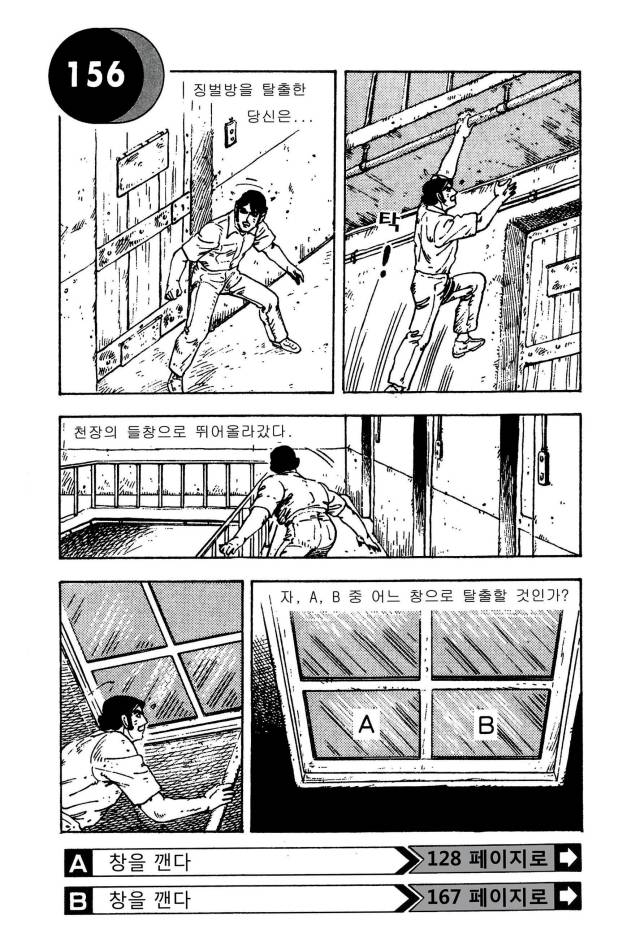 156
징벌방을 탈출한
당신은...
탁!
천장의 들창으로 뛰어올라갔다.
자, A, B 중 어느 창으로 탈출할 것인가?
A
B
A 창을 깬다 128 페이지로
B 창을 깬다 167 페이지로